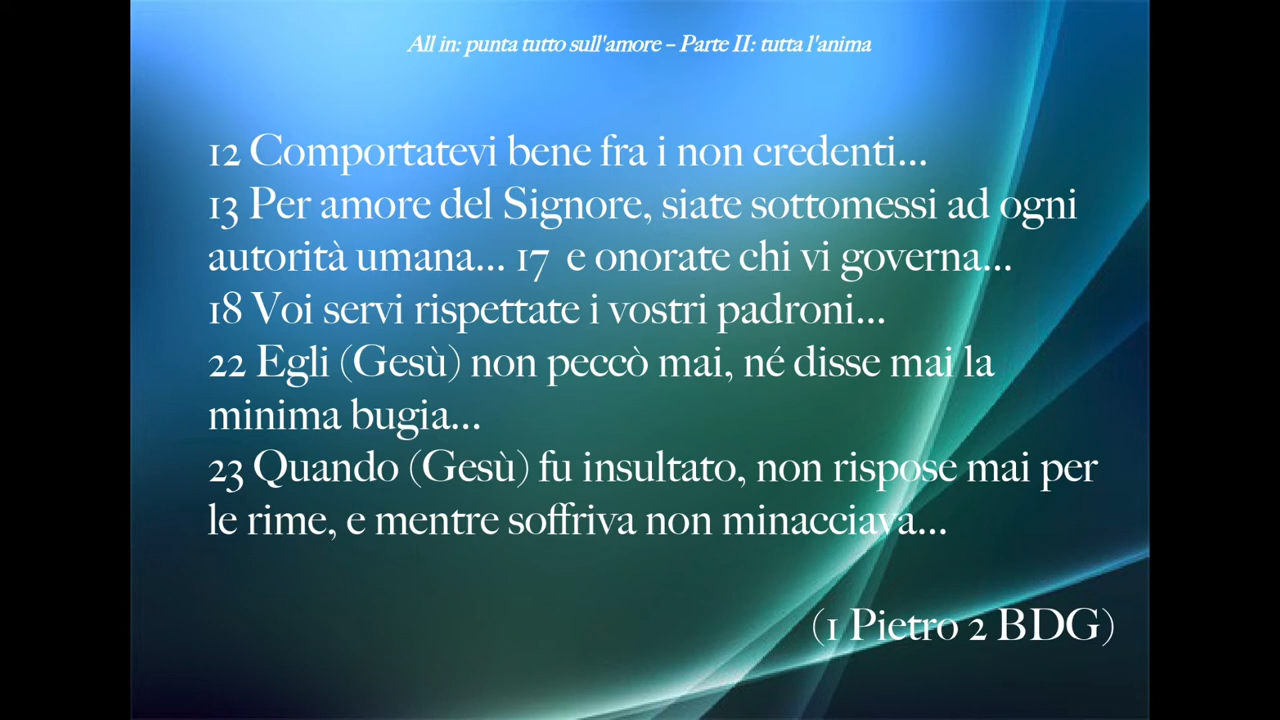 All in: punta tutto sull'amore – Parte II: tutta l'anima
12 Comportatevi bene fra i non credenti...
13 Per amore del Signore, siate sottomessi ad ogni
autorità umana... 17 e onorate chi vi governa...
18 Voi servi rispettate i vostri padroni...
22 Egli (Gesù) non peccò mai, né disse mai la
minima bugia...
23 Quando (Gesù) fu insultato, non rispose mai per
le rime, e mentre soffriva non minacciava...
(1 Pietro 2 BDG)